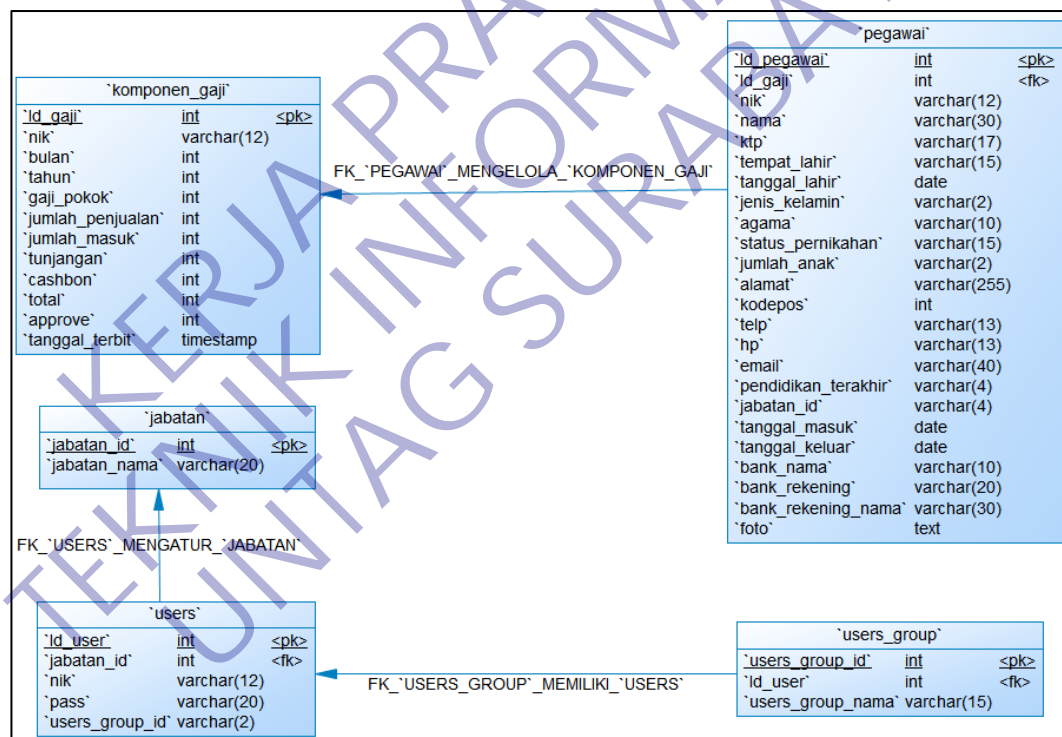 `komponen_gaji`
`Id_gaji` int <pk>
`nik` varchar(12)
`bulan` int
`tahun` int
`gaji_pokok` int
`jumlah_penjualan` int
`jumlah_masuk` int
`tunjangan` int
`cashbon` int
`total` int
`approve` int
`tanggal_terbit` timestamp
FK_`PEGAWAI`_MENGELOLA_`KOMPONEN_GAJI`
`pegawai`
`Id_pegawai` int <pk>
`Id_gaji` int <fk>
`nik` varchar(12)
`nama` varchar(30)
`ktp` varchar(17)
`tempat_lahir` varchar(15)
`tanggal_lahir` date
`jenis_kelamin` varchar(2)
`agama` varchar(10)
`status_pernikahan` varchar(15)
`jumlah_anak` varchar(2)
`alamat` varchar(255)
`kodepos` int
`telp` varchar(13)
`hp` varchar(13)
`email` varchar(40)
`pendidikan_terakhir` varchar(4)
`jabatan_id` varchar(4)
`tanggal_masuk` date
`tanggal_keluar` date
`bank_nama` varchar(10)
`bank_rekening` varchar(20)
`bank_rekening_nama` varchar(30)
`foto` text
`jabatan`
`jabatan_id` int <pk>
`jabatan_nama` varchar(20)
FK_`USERS`_MENGATUR_`JABATAN`
`users`
`Id_user` int <pk>
`jabatan_id` int <fk>
`nik` varchar(12)
`pass` varchar(20)
`users_group_id` varchar(2)
FK_`USERS_GROUP`_MEMILIKI_`USERS`
`users_group`
`users_group_id` int <pk>
`Id_user` int <fk>
`users_group_nama` varchar(15)
KERJA PRA
TEKNIK INFORM
UNTAG SURABA